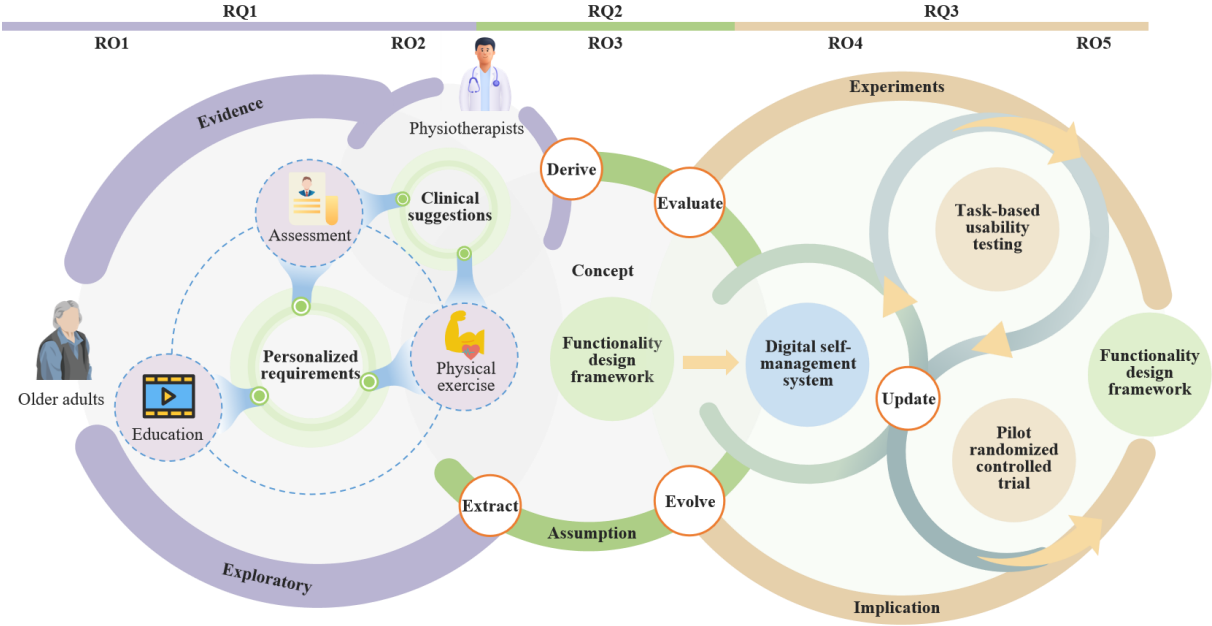 RQ1
RQ2
RQ3
RO1
RO2
RO3
RO4
RO5
Evidence
Physiotherapists
Clinical
suggestions
Assessment
Personalized
requirements
Physical
exercise
Education
Older adults
Exploratory
Derive
Evaluate
Concept
Functionality
design
framework
Extract
Assumption
Evolve
Experiments
Task-based
usability
testing
Digital self-
management
system
Update
Pilot
randomized
controlled
trial
Functionality
design
framework
Implication